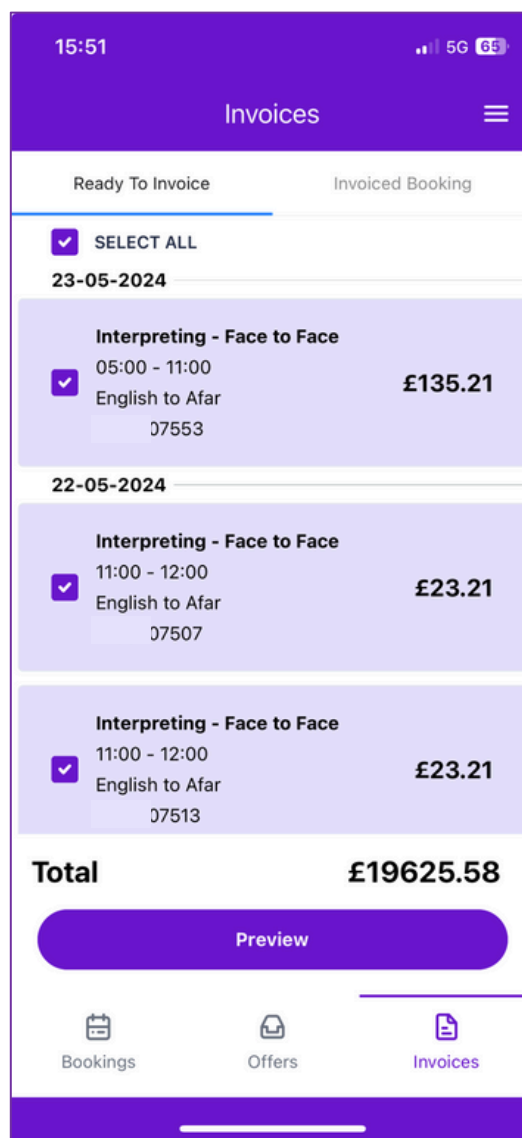 15:51 5G 65
Invoices
Ready To Invoice Invoiced Booking
SELECT ALL
23-05-2024
Interpreting - Face to Face
05:00 - 11:00
£135.21
English to Afar
07553
22-05-2024
Interpreting - Face to Face
11:00 - 12:00
£23.21
English to Afar
07507
Interpreting - Face to Face
11:00 - 12:00
£23.21
English to Afar
07513
Total £19625.58
Preview
Bookings Offers Invoices